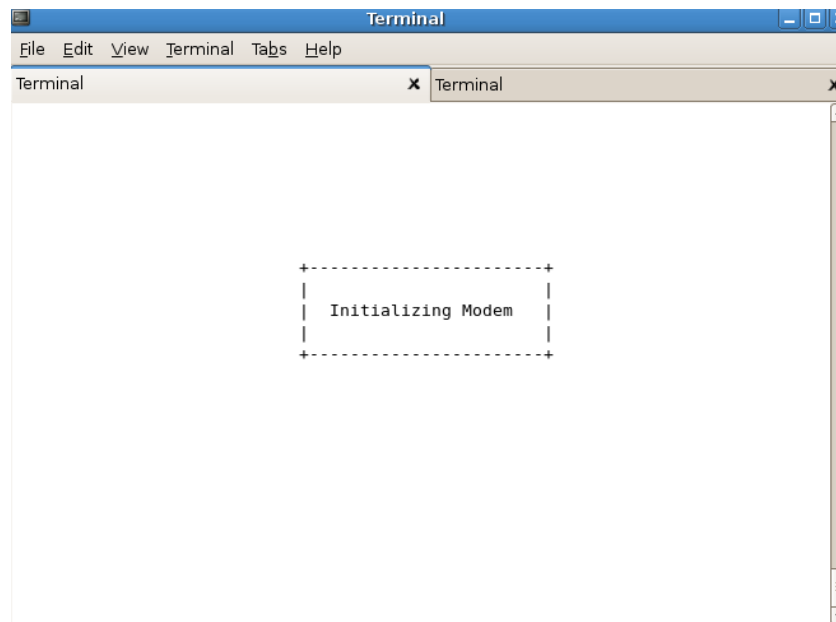 Terminal
File Edit View Terminal Tabs Help
Terminal x Terminal x
+-----------------------+
| |
| Initializing Modem |
| |
+-----------------------+